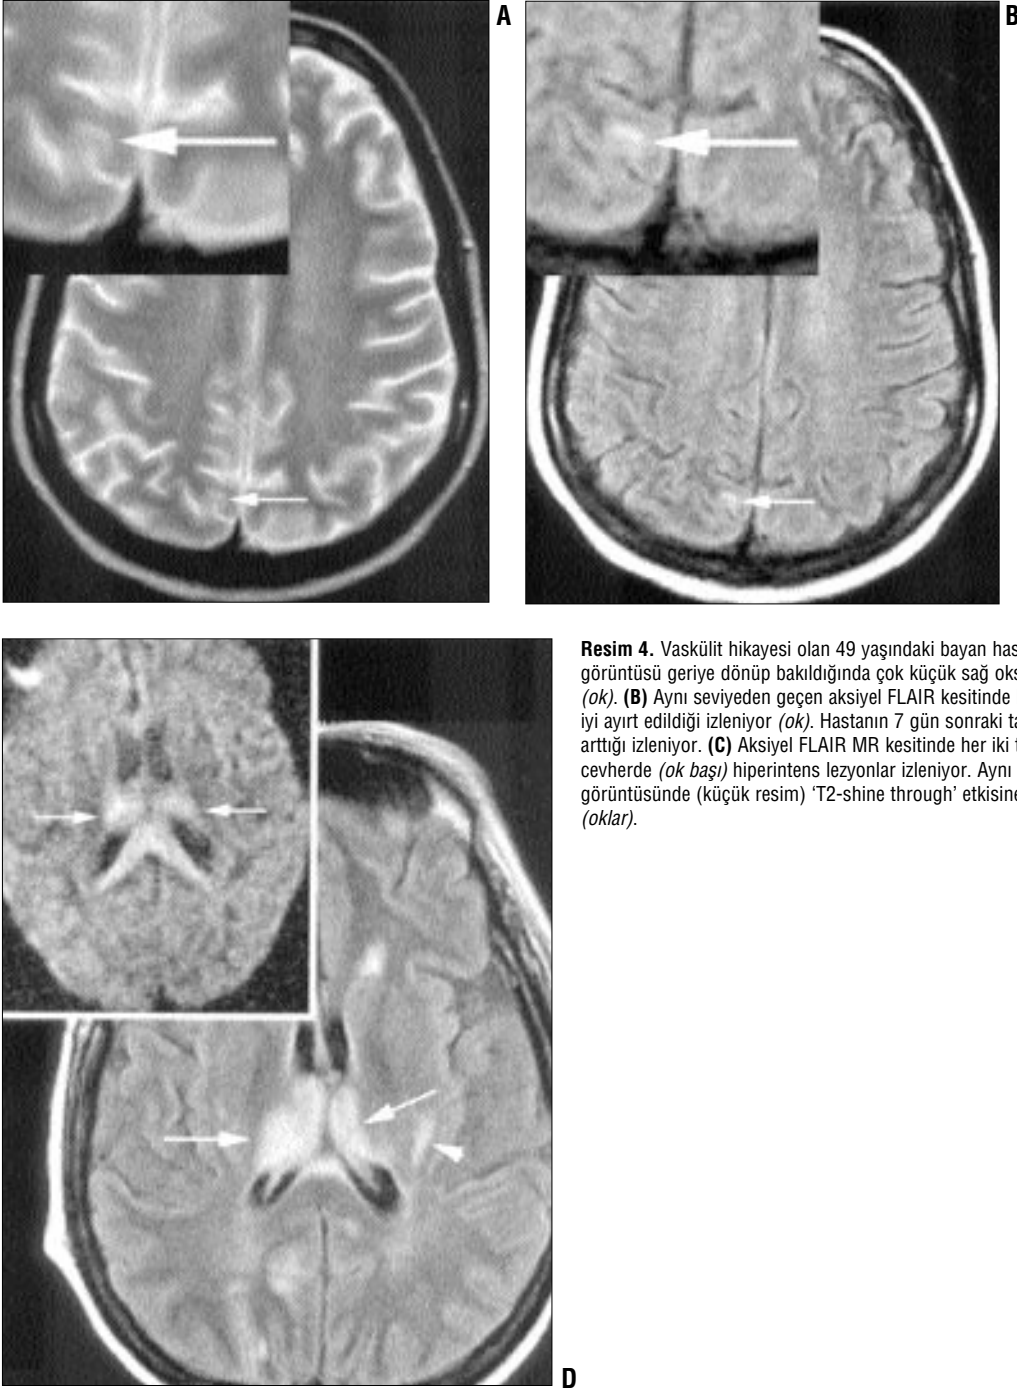 A
B
Resim 4. Vaskülit hikayesi olan 49 yaşındaki bayan has
görüntüsü geriye dönüp bakıldığında çok küçük sağ oks
(ok). (B) Aynı seviyeden geçen aksiyel FLAIR kesitinde
iyi ayırt edildiği izleniyor (ok). Hastanın 7 gün sonraki ta
arttığı izleniyor. (C) Aksiyel FLAIR MR kesitinde her iki t
cevherde (ok başı) hiperintens lezyonlar izleniyor. Aynı
görüntüsünde (küçük resim) ‘T2-shine through’ etkisine
(oklar).
D